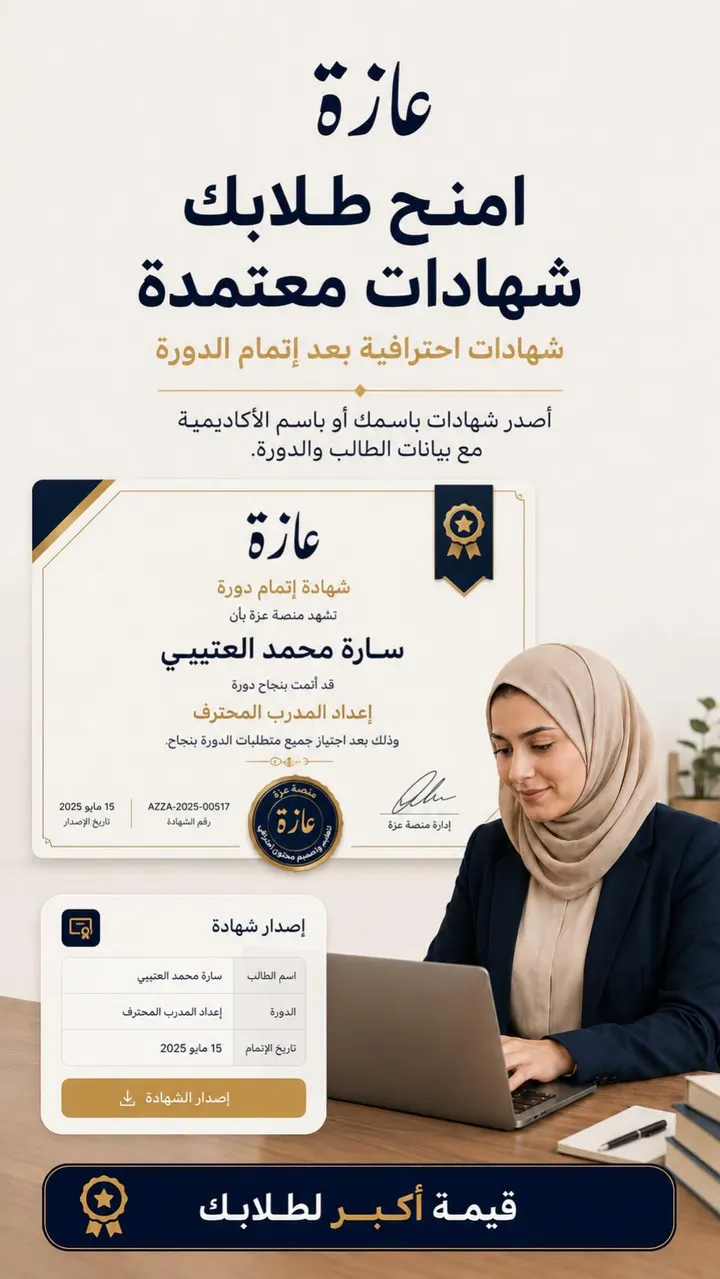 عازة
امنح طلابك
شهادات معتمدة
شهادات احترافية بعد إتمام الدورة
أصدر شهادات باسمك أو باسم الأكاديمية
مع بيانات الطالب والدورة.
عازة
شهادة إتمام دورة
تشهد منصة عزة بأن
سارة محمد العتيبي
قد أتمت بنجاح دورة
إعداد المدرب المحترف
وذلك بعد اجتياز جميع متطلبات الدورة بنجاح.
إدارة منصة عزة
منصة عزة
عازة
وتصميم محتوى احترافي
AZZA-2025-00517
رقم الشهادة
15 مايو 2025
تاريخ الإصدار
إصدار شهادة
اسم الطالب
سارة محمد العتيبي
الدورة
إعداد المدرب المحترف
تاريخ الإتمام
15 مايو 2025
إصدار الشهادة
قيمة أكبر لطلابك